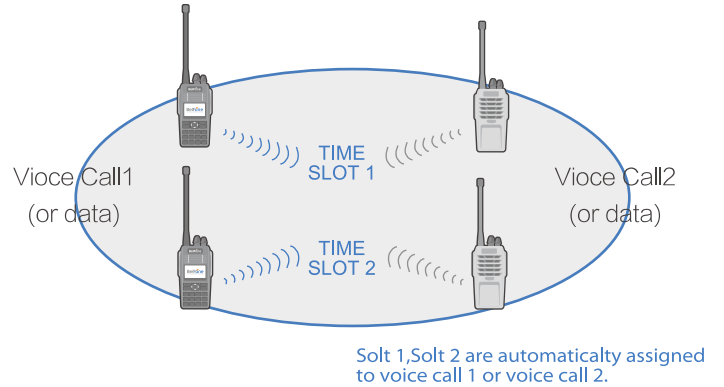 TIME
SLOT 1
Vioce Call1
(or data)
Vioce Call2
(or data)
TIME
SLOT 2
Solt 1,Solt 2 are automaticalty assigned
to voice call 1 or voice call 2.